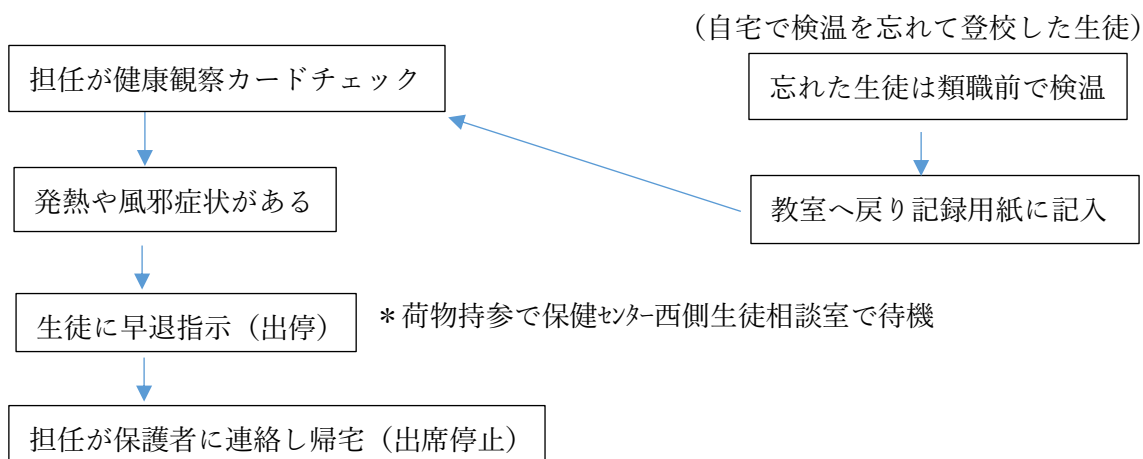 (自宅で検温を忘れて登校した生徒)
担任が健康観察カードチェック
忘れた生徒は類職前で検温
発熱や風邪症状がある
教室へ戻り記録用紙に記入
生徒に早退指示(出停)
*荷物持参で保健ｾﾝﾀｰ西側生徒相談室で待機
担任が保護者に連絡し帰宅(出席停止)